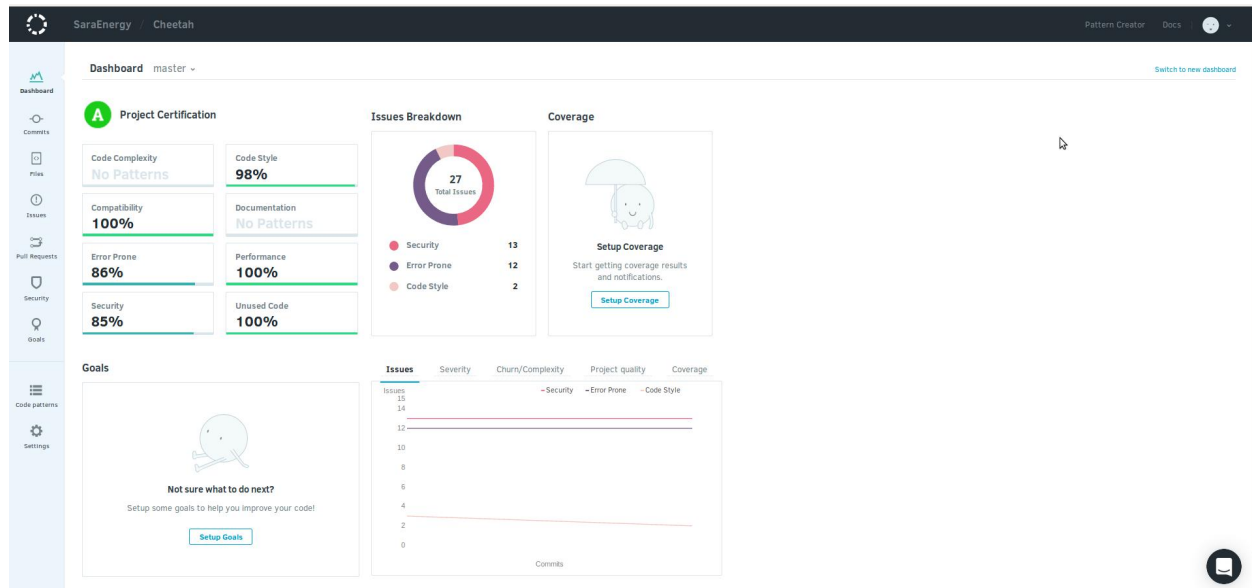 SaraEnergy / Cheetah
Pattern Creator Docs
Dashboard master
Switch to new dashboard
Dashboard
Commits
Files
Issues
Pull Requests
Security
Goals
Code patterns
Settings
A Project Certification
Code Complexity
No Patterns
Code Style
98%
Compatibility
100%
Documentation
No Patterns
Error Prone
86%
Performance
100%
Security
85%
Unused Code
100%
Issues Breakdown
27
Total Issues
Security 13
Error Prone 12
Code Style 2
Coverage
Setup Coverage
Start getting coverage results
and notifications.
Setup Coverage
Goals
Not sure what to do next?
Setup some goals to help you improve your code!
Setup Goals
Issues Severity Churn/Complexity Project quality Coverage
Issues
Security Error Prone Code Style
15
14
12
10
8
6
4
2
0
Commits